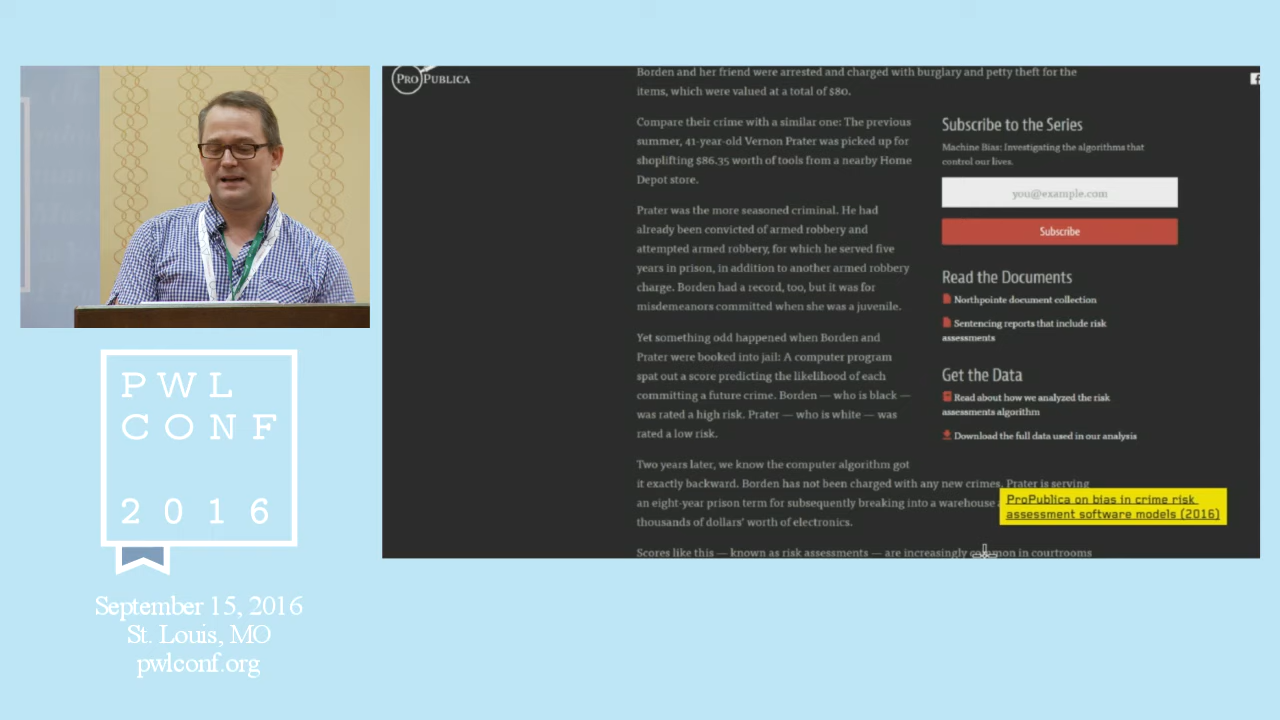 PROPUBLICA
Borden and her friend were arrested and charged with burglary and petty theft for the
items, which were valued at a total of $80.
Compare their crime with a similar one: The previous
summer, 41-year-old Vernon Prater was picked up for
shoplifting $86.35 worth of tools from a nearby Home
Depot store.
Prater was the more seasoned criminal. He had
already been convicted of armed robbery and
attempted armed robbery, for which he served five
years in prison, in addition to another armed robbery
charge. Borden had a record, too, but it was for
misdemeanors committed when she was a juvenile.
Yet something odd happened when Borden and
Prater were booked into jail: A computer program
spat out a score predicting the likelihood of each
committing a future crime. Borden — who is black —
was rated a high risk. Prater — who is white — was
rated a low risk.
Two years later, we know the computer algorithm got
it exactly backward. Borden has not been charged with any new crimes. Prater is serving
an eight-year prison term for subsequently breaking into a warehouse
thousands of dollars' worth of electronics.
Scores like this — known as risk assessments — are increasingly common in courtrooms
Subscribe to the Series
Machine Bias: Investigating the algorithms that
control our lives.
you@example.com
Subscribe
Read the Documents
Northpointe document collection
Sentencing reports that include risk
assessments
Get the Data
Read about how we analyzed the risk
assessments algorithm
Download the full data used in our analysis
ProPublica on bias in crime risk
assessment software models (2016)
PWL
CONF
2016
September 15, 2016
St. Louis, MO
pwlconf.org